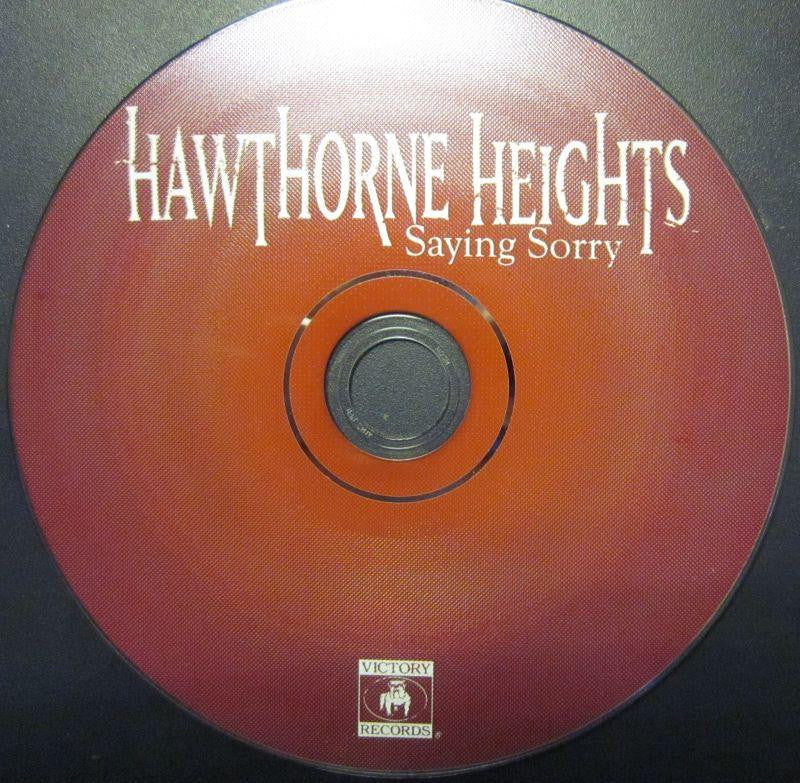 HAWTHORNE HEIGHTS
Saying Sorry
VICTORY
RECORDS